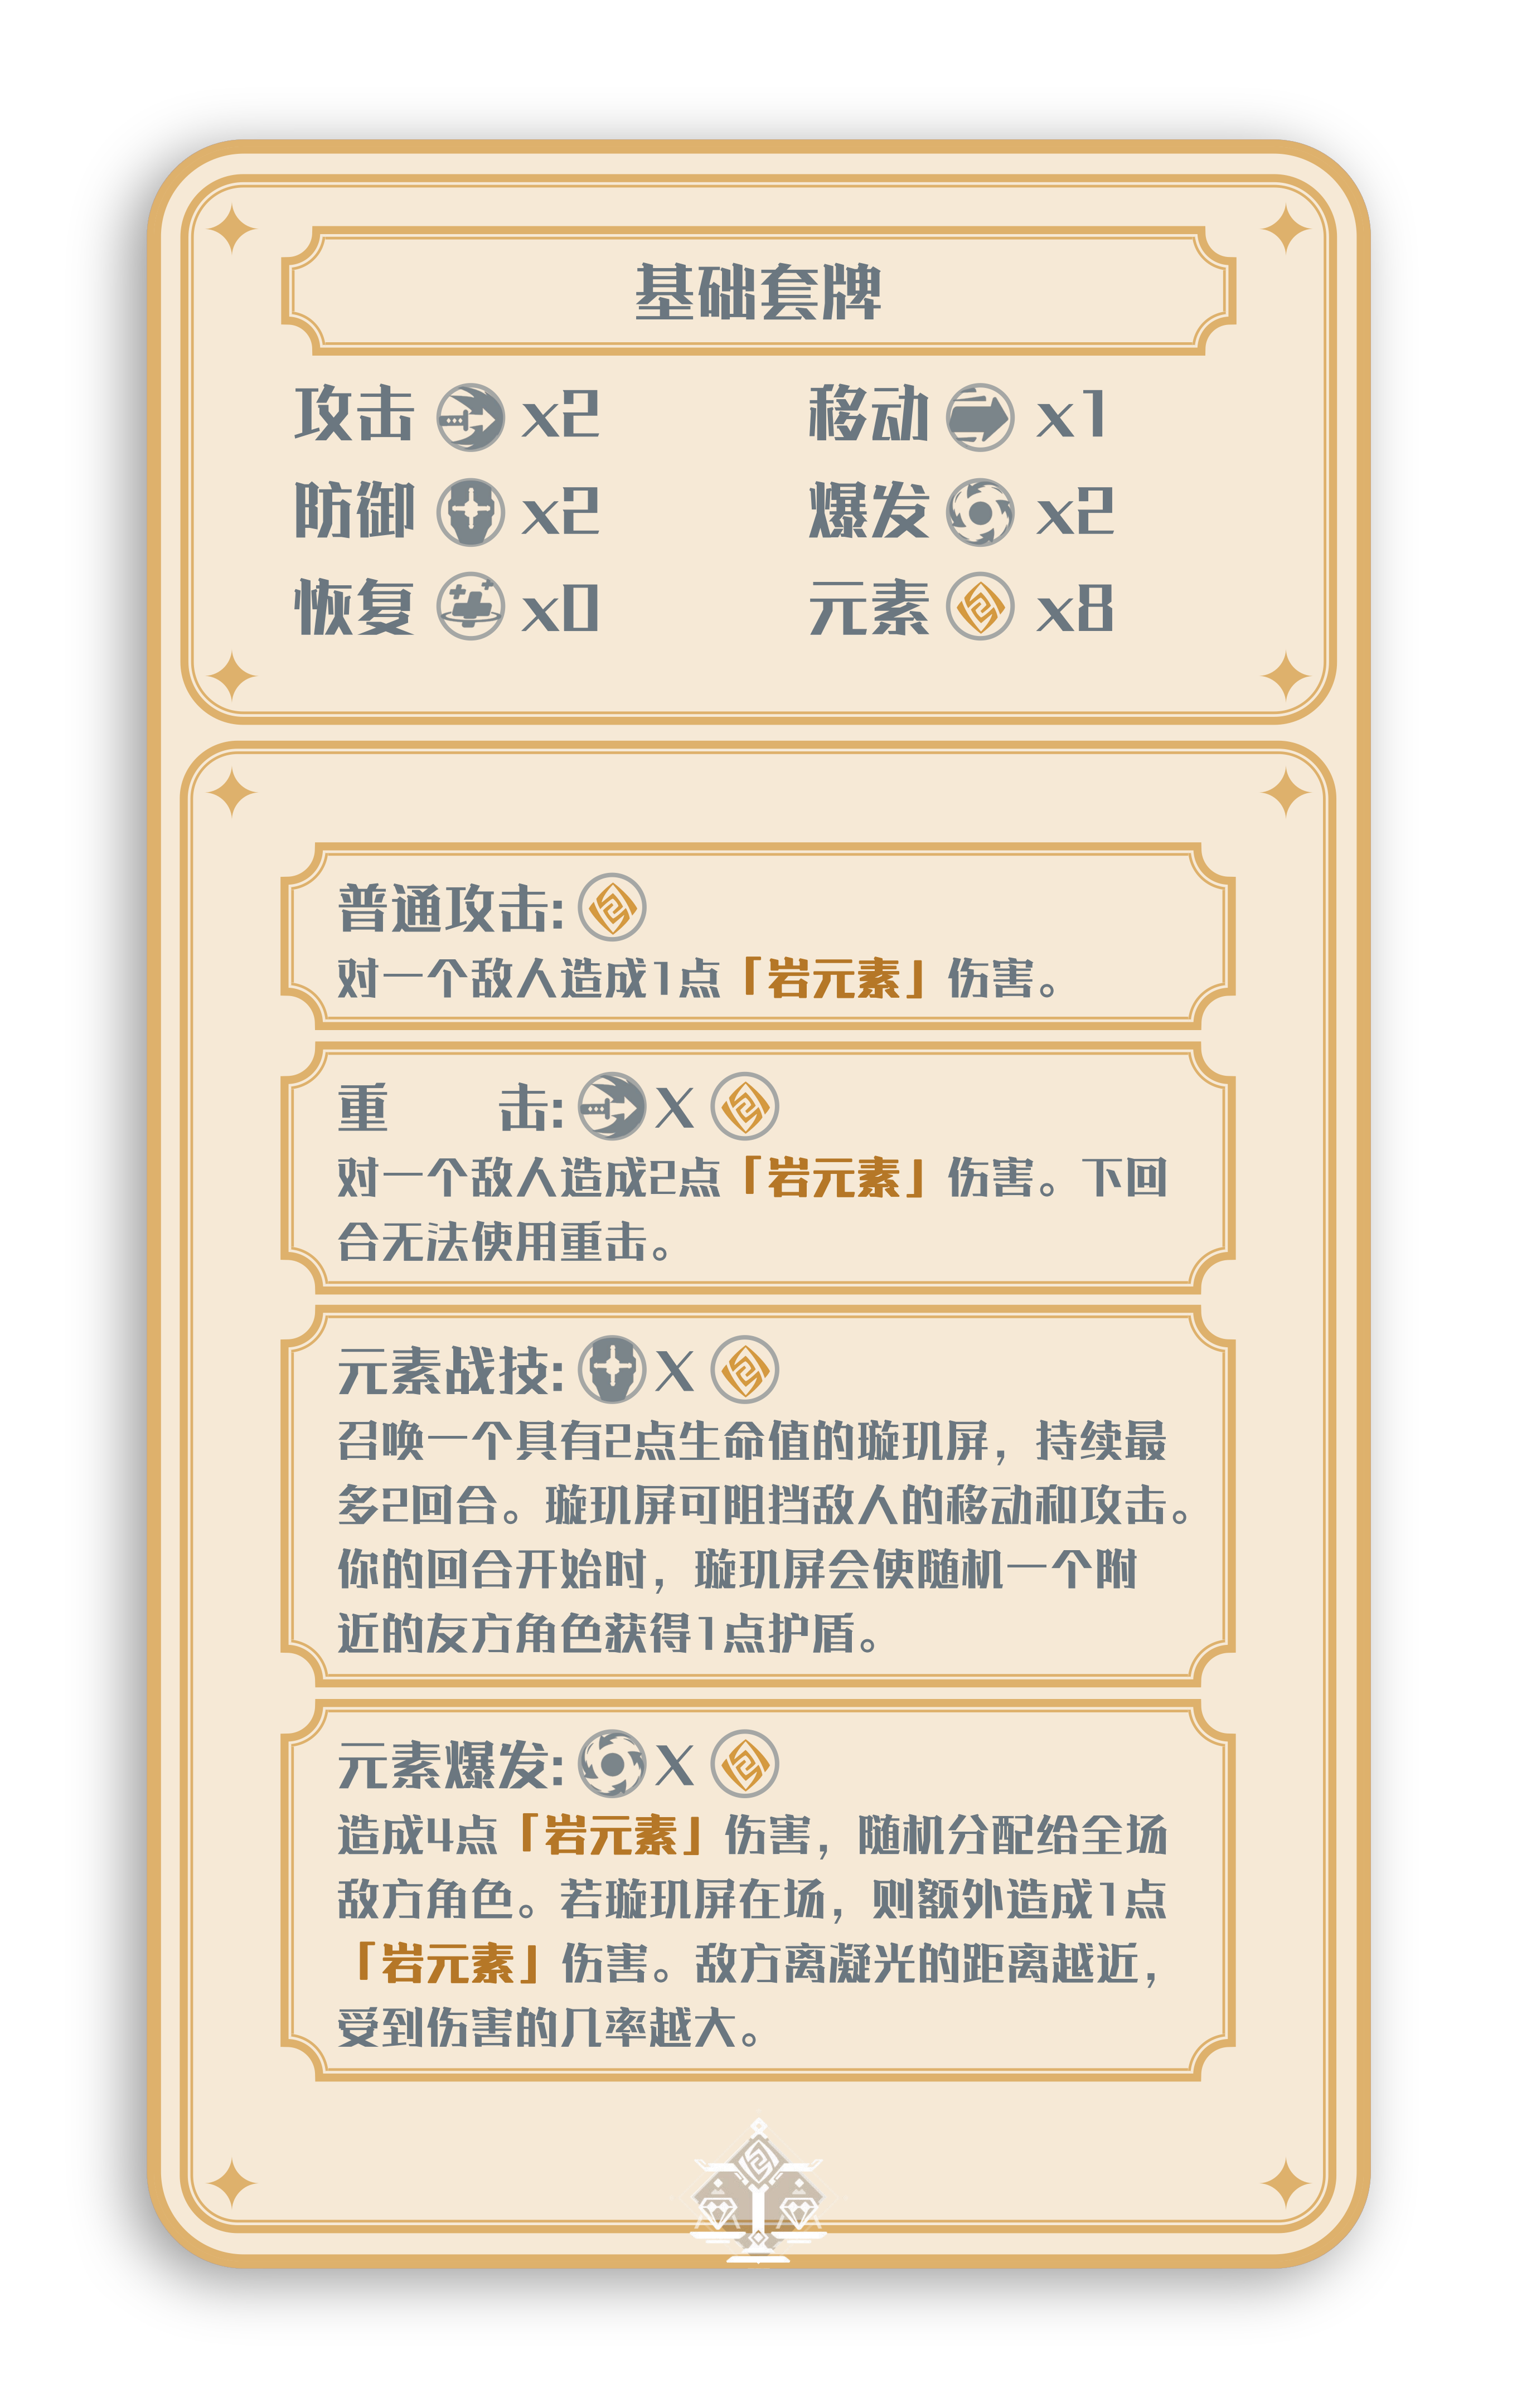 基础套牌
攻击 x2 移动 x1
防御 x2 爆发 x2
恢复 x0 元素 x8
普通攻击:
对一个敌人造成1点「岩元素」伤害。
重 击: X
对一个敌人造成2点「岩元素」伤害。下回
合无法使用重击。
元素战技: X
召唤一个具有2点生命值的璇玑屏，持续最
多2回合。璇玑屏可阻挡敌人的移动和攻击。
你的回合开始时，璇玑屏会使随机一个附
近的友方角色获得1点护盾。
元素爆发: X
造成4点「岩元素」伤害，随机分配给全场
敌方角色。若璇玑屏在场，则额外造成1点
「岩元素」伤害。敌方离凝光的距离越近，
受到伤害的几率越大。